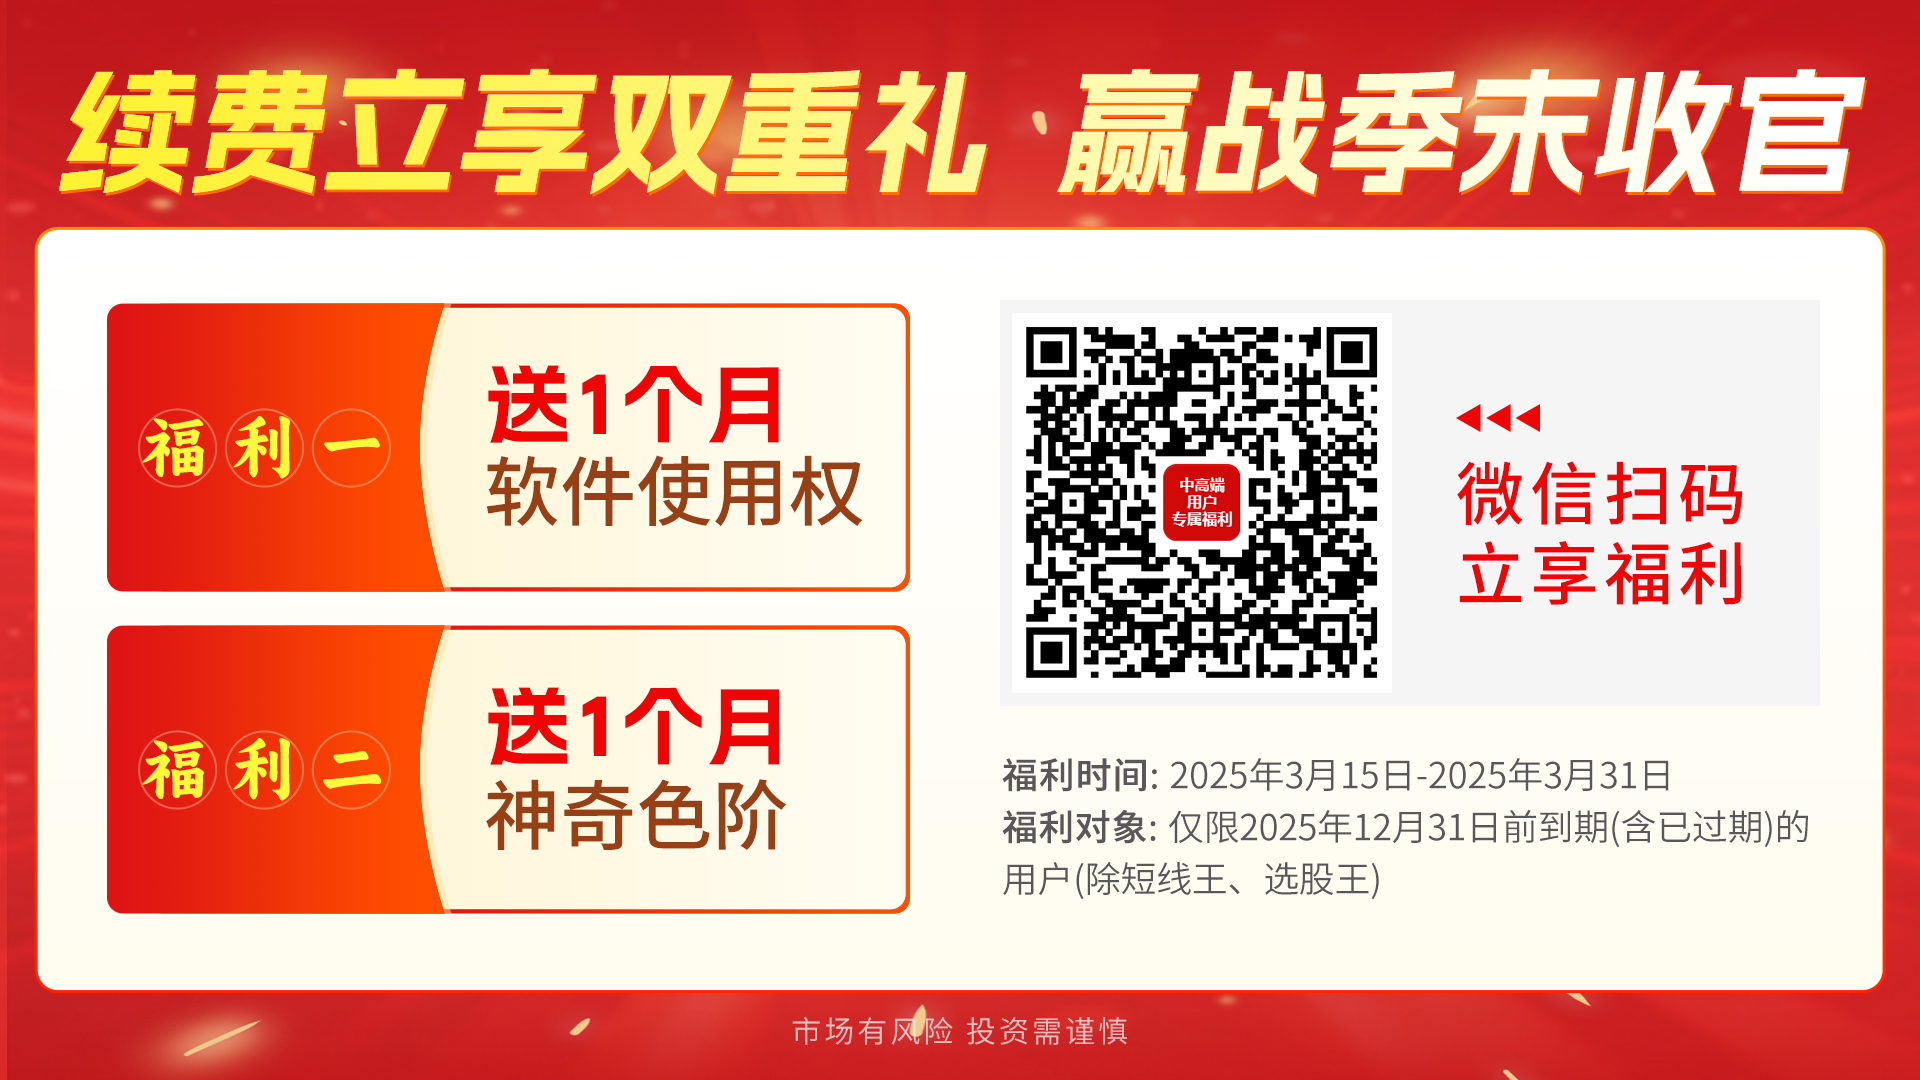 续费立享双重礼 赢战季末收官
福利一
送1个月
软件使用权
福利二
送1个月
神奇色阶
中高端
用户
专属福利
微信扫码
立享福利
福利时间: 2025年3月15日-2025年3月31日
福利对象: 仅限2025年12月31日前到期(含已过期)的
用户(除短线王、选股王)
市场有风险 投资需谨慎